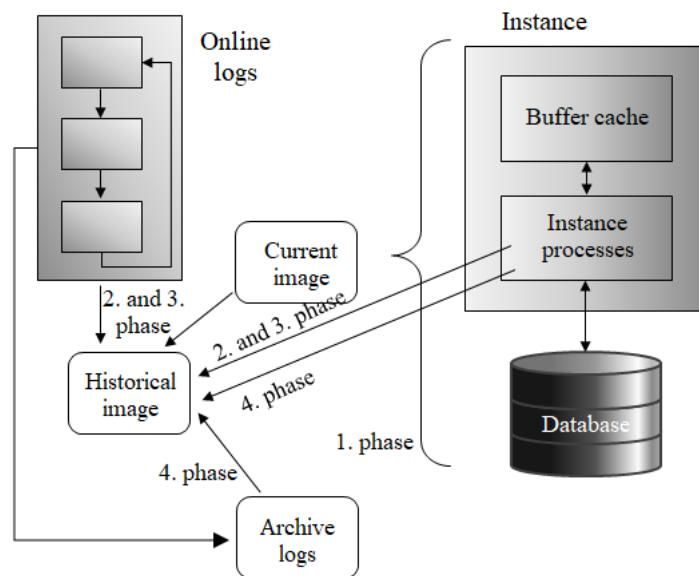 Online
logs
Instance
Buffer cache
Instance
processes
Current
image
2. and 3.
phase
2. and 3. phase
4. phase
Historical
image
1. phase
Database
4. phase
Archive
logs